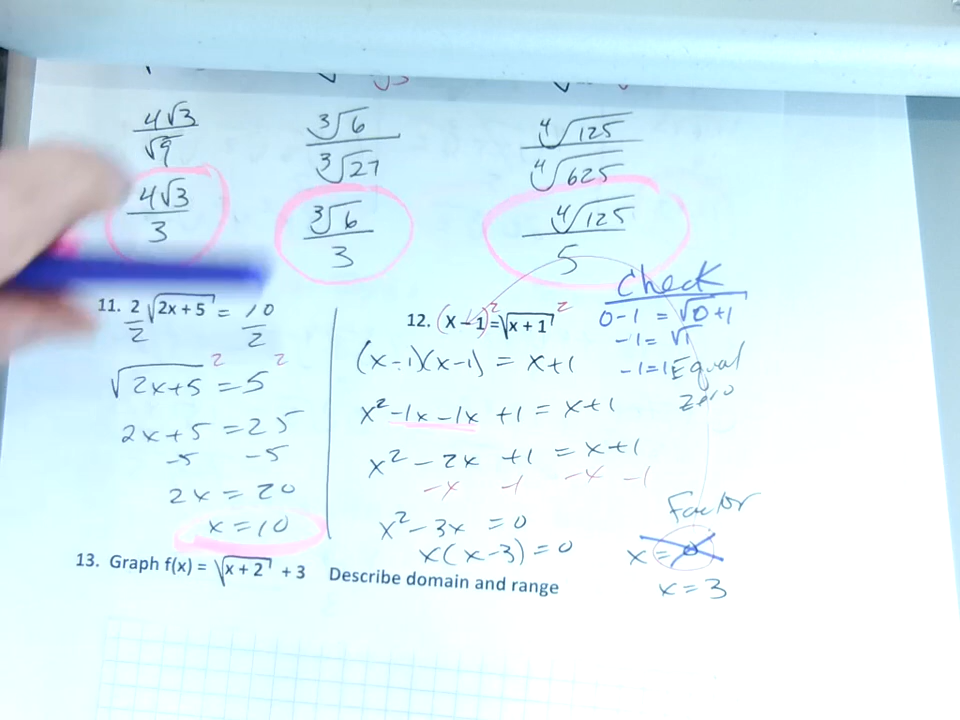 4√3 / √9
∛6 / ∛27
∜125 / ∜625
4√3 / 3
∛6 / 3
∜125 / 5
11. 2√2x + 5 = 10
2 2
√2x+5² = 5²
2x+5 = 25
-5 -5
2x = 20
x = 10
12. (x – 1)² = √x + 1²
(x-1)(x-1) = x+1
x² -1x -1x +1 = x+1
x² - 2x +1 = x+1
-x -1 -x -1
x² - 3x = 0
x(x-3) = 0
Check
0-1 = √0+1
-1 = √1
-1=1 Equal
zero
Factor
x = 0
x = 3
13. Graph f(x) = √x + 2 + 3 Describe domain and range